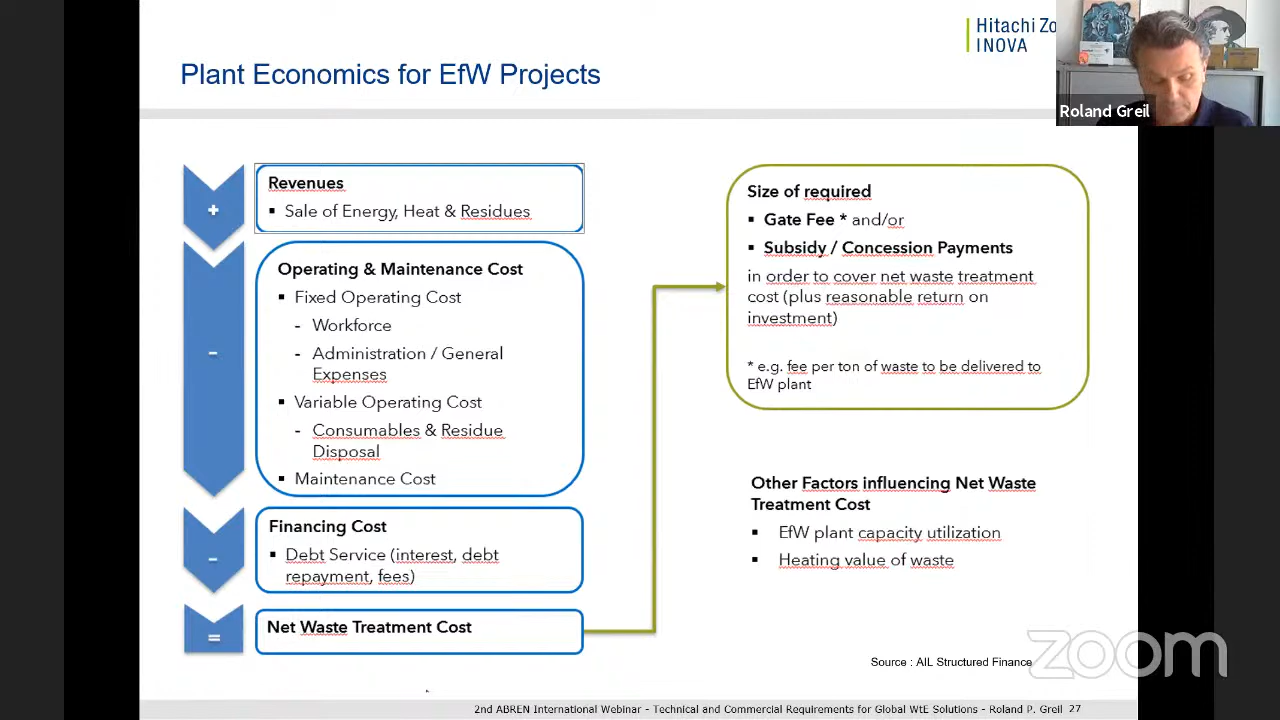 Hitachi Zo
INOVA
Plant Economics for EfW Projects
Roland Greil
+
Revenues
▪ Sale of Energy, Heat & Residues
-
Operating & Maintenance Cost
▪ Fixed Operating Cost
- Workforce
- Administration / General
Expenses
▪ Variable Operating Cost
- Consumables & Residue
Disposal
▪ Maintenance Cost
-
Financing Cost
▪ Debt Service (interest, debt
repayment, fees)
=
Net Waste Treatment Cost
Size of required
▪ Gate Fee * and/or
▪ Subsidy / Concession Payments
in order to cover net waste treatment
cost (plus reasonable return on
investment)
* e.g. fee per ton of waste to be delivered to
EfW plant
Other Factors influencing Net Waste
Treatment Cost
▪ EfW plant capacity utilization
▪ Heating value of waste
Source : AIL Structured Finance
zoom
2nd ABREN International Webinar - Technical and Commercial Requirements for Global WtE Solutions - Roland P. Greil 27